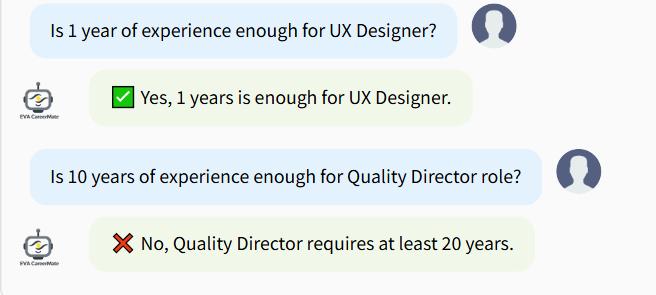 Is 1 year of experience enough for UX Designer?
✅ Yes, 1 years is enough for UX Designer.
EVA CareerMate
Is 10 years of experience enough for Quality Director role?
❌ No, Quality Director requires at least 20 years.
EVA CareerMate